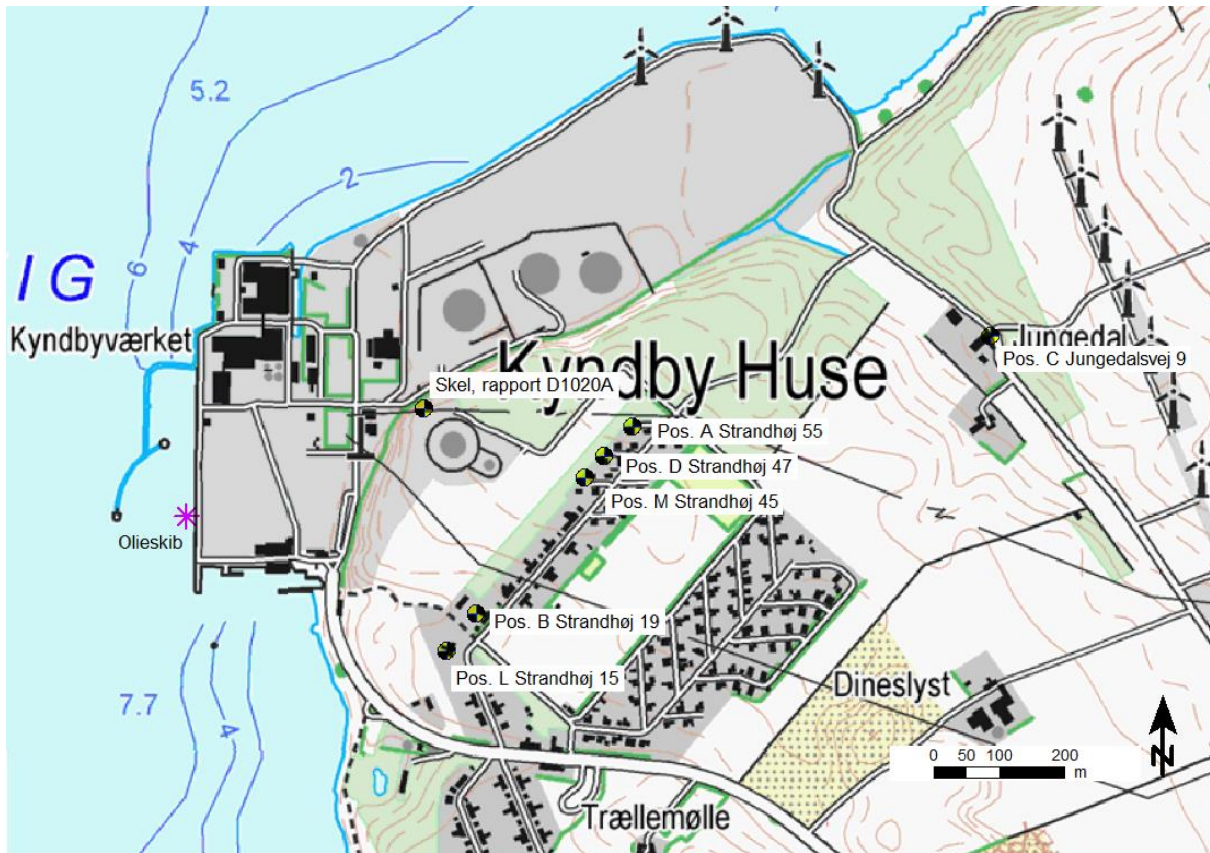 5.2
2
4
6
I G
Kyndbyværket
Kyndby Huse
Jungedal
Pos. C Jungedalsvej 9
Skel, rapport D1020A
Pos. A Strandhøj 55
Pos. D Strandhøj 47
Pos. M Strandhøj 45
Olieskib
Pos. B Strandhøj 19
Pos. L Strandhøj 15
7.7
4
Dineslyst
0 50 100 200
m
N
Trællemølle